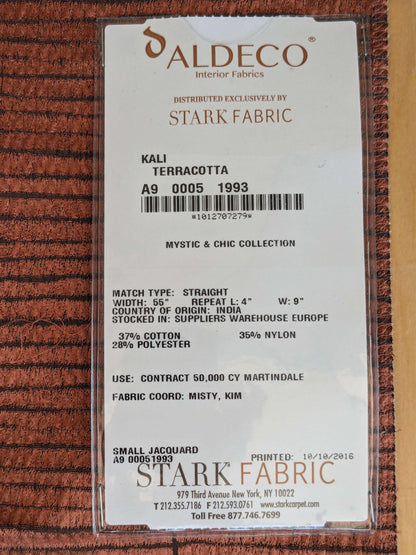 ALDECO®
Interior Fabrics
DISTRIBUTED EXCLUSIVELY BY
STARK FABRIC
KALI
TERRACOTTA
A9 0005 1993
*1012707279*
MYSTIC & CHIC COLLECTION
MATCH TYPE: STRAIGHT
WIDTH: 55" REPEAT L: 4" W: 9"
COUNTRY OF ORIGIN: INDIA
STOCKED IN: SUPPLIERS WAREHOUSE EUROPE
37% COTTON 35% NYLON
28% POLYESTER
USE: CONTRACT 50,000 CY MARTINDALE
FABRIC COORD: MISTY, KIM
SMALL JACQUARD
A9 00051993 PRINTED: 10/10/2016
STARK FABRIC
979 Third Avenue New York, NY 10022
T 212.355.7186 F 212.593.0761 www.starkcarpet.com
Toll Free 877.746.7699